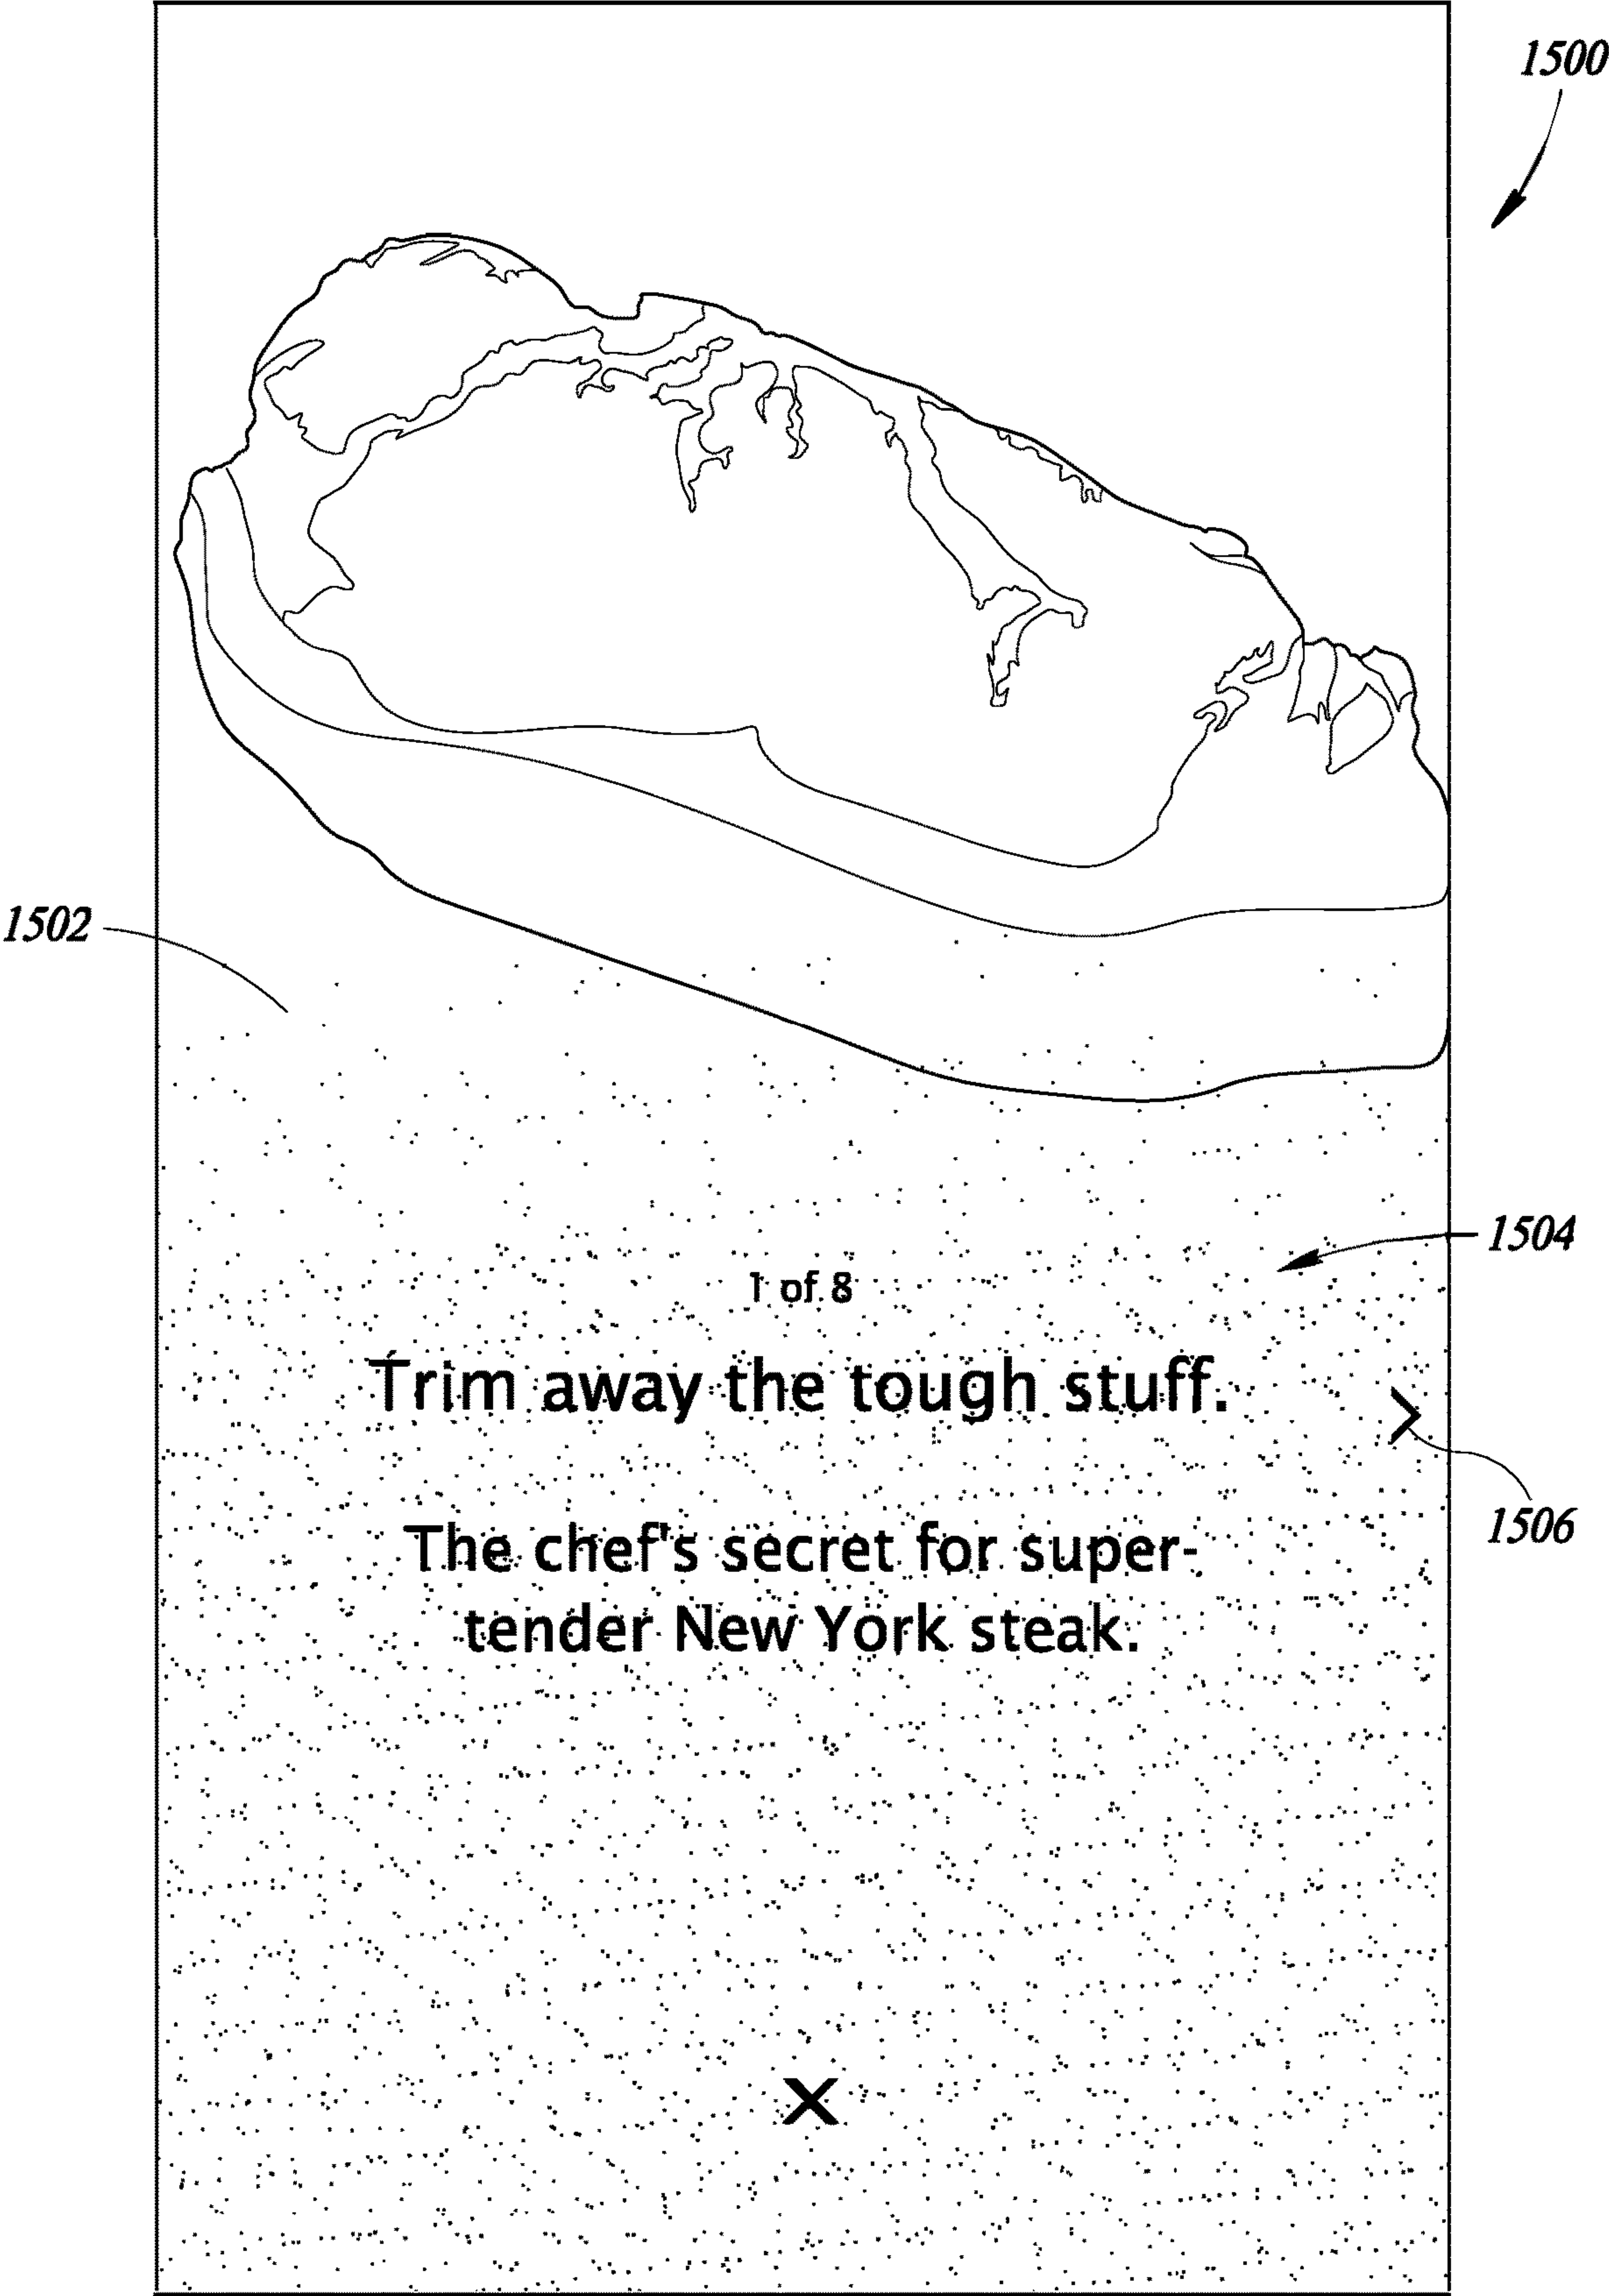 1500
1502
1504
1 of 8
Trim away the tough stuff.
>
1506
The chef's secret for super-
tender New York steak.
X